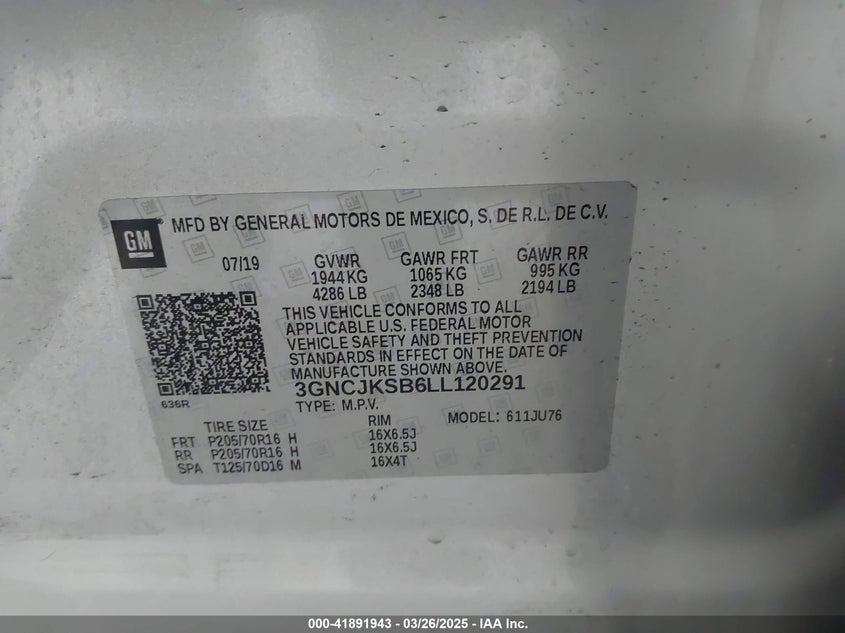 GM
MFD BY GENERAL MOTORS DE MEXICO, S. DE R.L. DE C.V.
07/19 GVWR GAWR FRT GAWR RR
1944 KG 1065 KG 995 KG
4286 LB 2348 LB 2194 LB
THIS VEHICLE CONFORMS TO ALL
APPLICABLE U.S. FEDERAL MOTOR
VEHICLE SAFETY AND THEFT PREVENTION
STANDARDS IN EFFECT ON THE DATE OF
MANUFACTURE SHOWN ABOVE.
3GNCJKSB6LL120291
636R
TYPE: M.P.V. MODEL: 611JU76
TIRE SIZE RIM
FRT P205/70R16 H 16X6.5J
RR P205/70R16 H 16X6.5J
SPA T125/70D16 M 16X4T
000-41891943 - 03/26/2025 - IAA Inc.